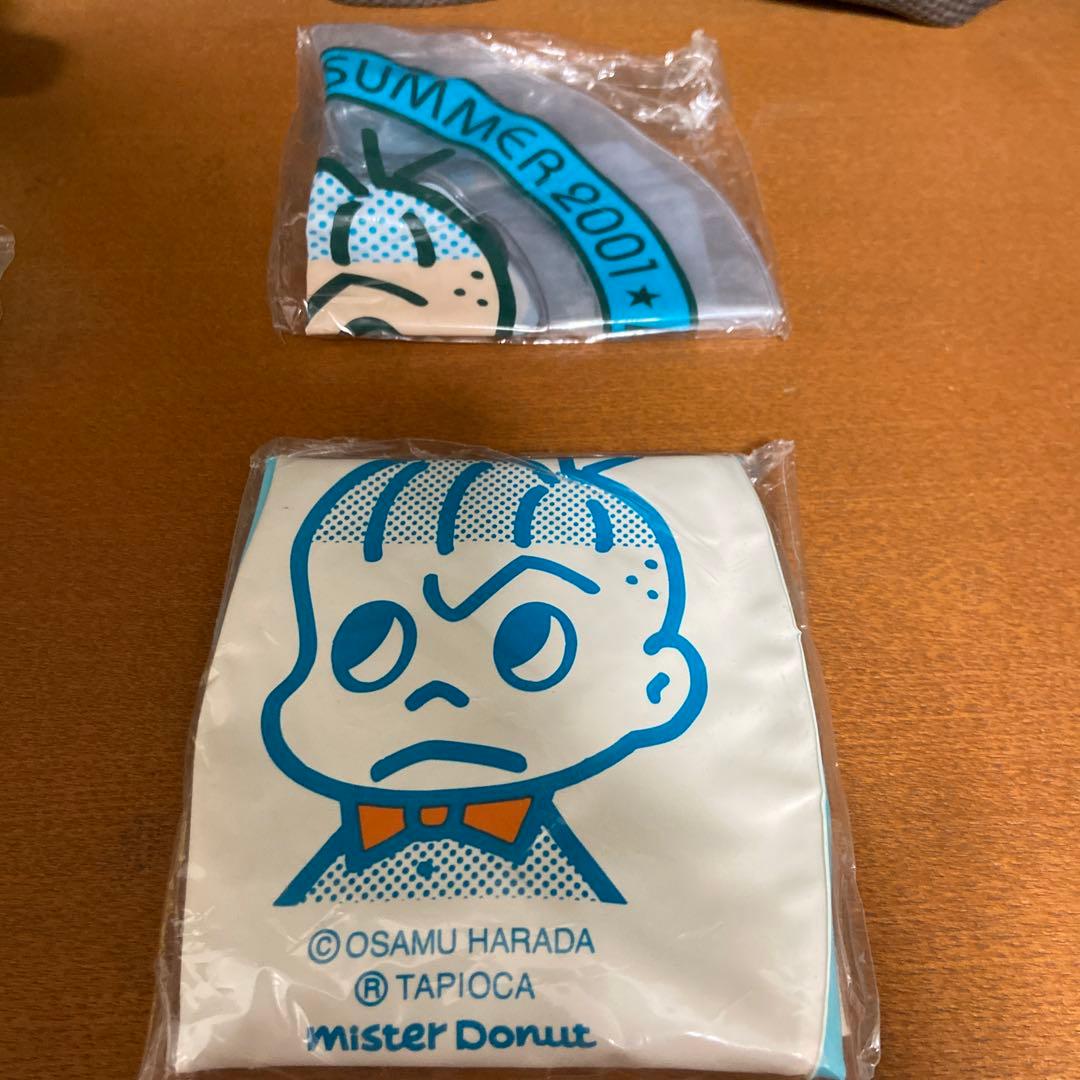 SUMMER 2001 ★
© OSAMU HARADA
® TAPIOCA
mister Donut